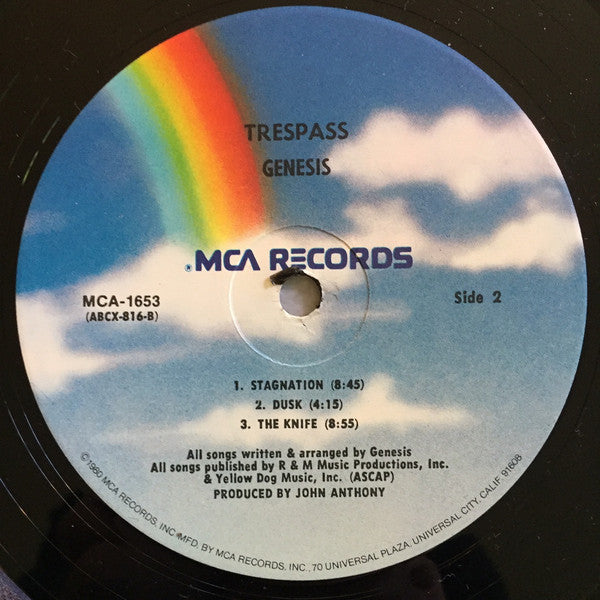 TRESPASS
GENESIS
®MCA RECORDS
MCA-1653
(ABCX-816-B)
Side 2
1. STAGNATION (8:45)
2. DUSK (4:15)
3. THE KNIFE (8:55)
All songs written & arranged by Genesis
All songs published by R & M Music Productions, Inc.
& Yellow Dog Music, Inc. (ASCAP)
PRODUCED BY JOHN ANTHONY
©1980 MCA RECORDS, INC. MFD. BY MCA RECORDS, INC., 70 UNIVERSAL PLAZA, UNIVERSAL CITY, CALIF. 91608